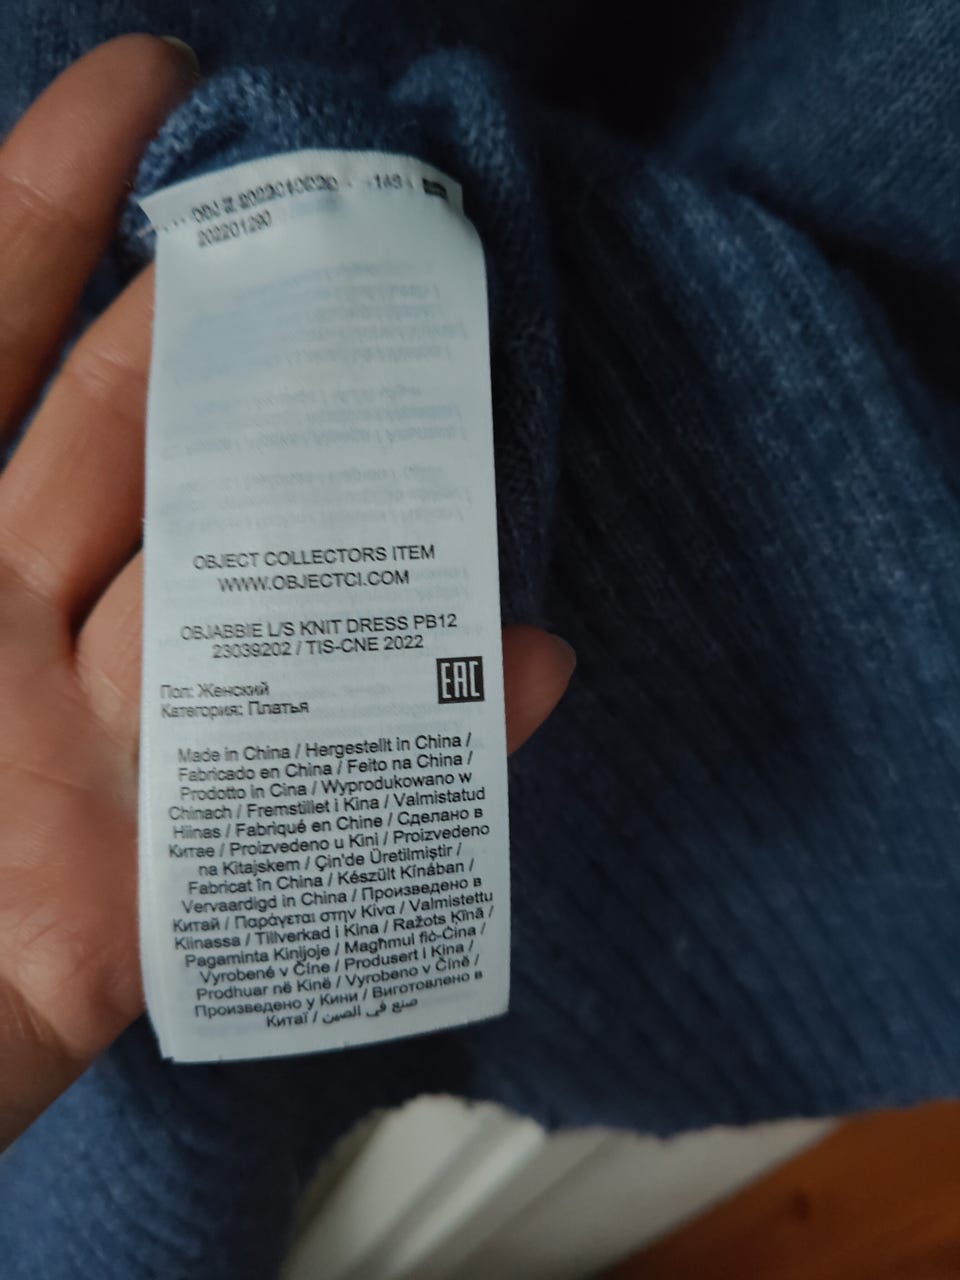 202201290
OBJECT COLLECTORS ITEM
WWW.OBJECTCI.COM
OBJABBIE L/S KNIT DRESS PB12
23039202 / TIS-CNE 2022
EAC
Пол: Женский
Категория: Платья
Made in China / Hergestellt in China /
Fabricado en China / Feito na China /
Prodotto in Cina / Wyprodukowano w
Chinach / Fremstillet i Kina / Valmistatud
Hiinas / Fabriqué en Chine / Сделано в
Китае / Proizvedeno u Kini / Proizvedeno
na Kitajskem / Çin'de Üretilmiştir /
Fabricat în China / Készült Kínában /
Vervaardigd in China / Произведено в
Китай / Παράγεται στην Κίνα / Valmistettu
Kiinassa / Tillverkad i Kina / Ražots Ķīnā /
Pagaminta Kinijoje / Magħmul fiċ-Ċina /
Vyrobené v Číne / Produsert i Kina /
Prodhuar në Kinë / Vyrobeno v Číně /
Произведено у Кини / Виготовлено в
Китаї / صنع في الصين